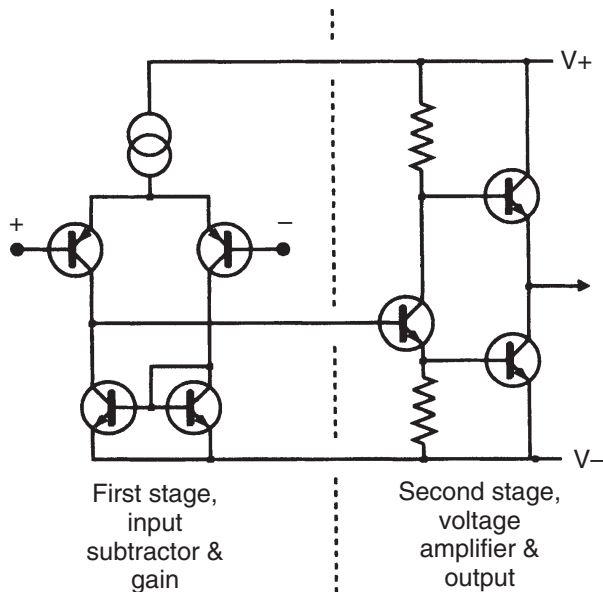 V+
+
−
V−
First stage,
input
subtractor &
gain
Second stage,
voltage
amplifier &
output